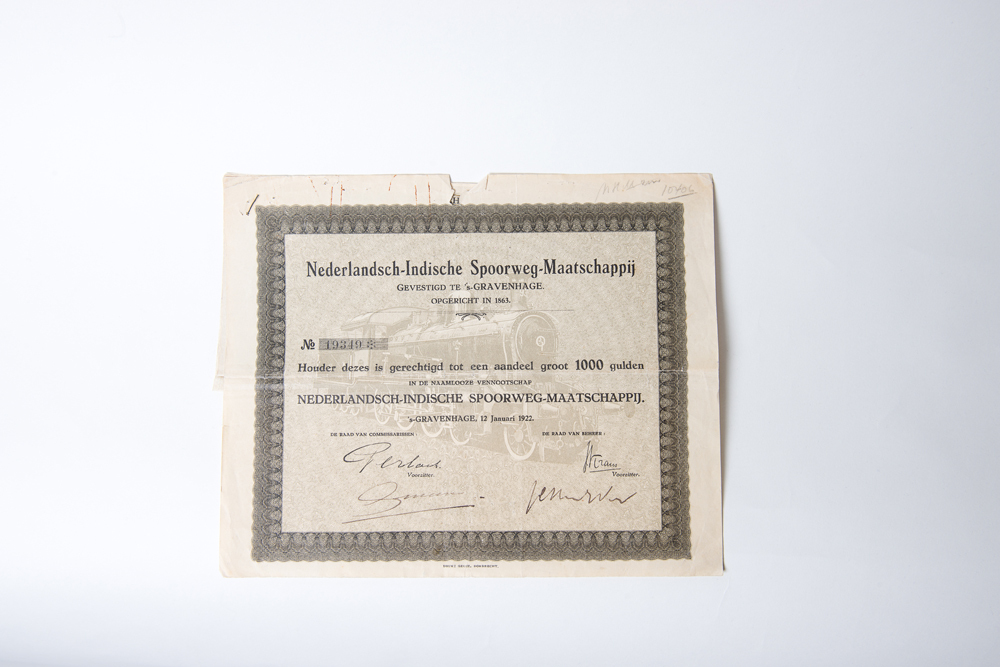 Nederlandsch-Indische Spoorweg-Maatschappij
GEVESTIGD TE 's-GRAVENHAGE.
OPGERICHT IN 1863.
No 19349
Houder dezes is gerechtigd tot een aandeel groot 1000 gulden
IN DE NAAMLOOZE VENNOOTSCHAP
NEDERLANDSCH-INDISCHE SPOORWEG-MAATSCHAPPIJ.
's-GRAVENHAGE, 12 Januari 1922.
DE RAAD VAN COMMISSARISSEN: DE RAAD VAN BEHEER:
Voorzitter. Voorzitter.